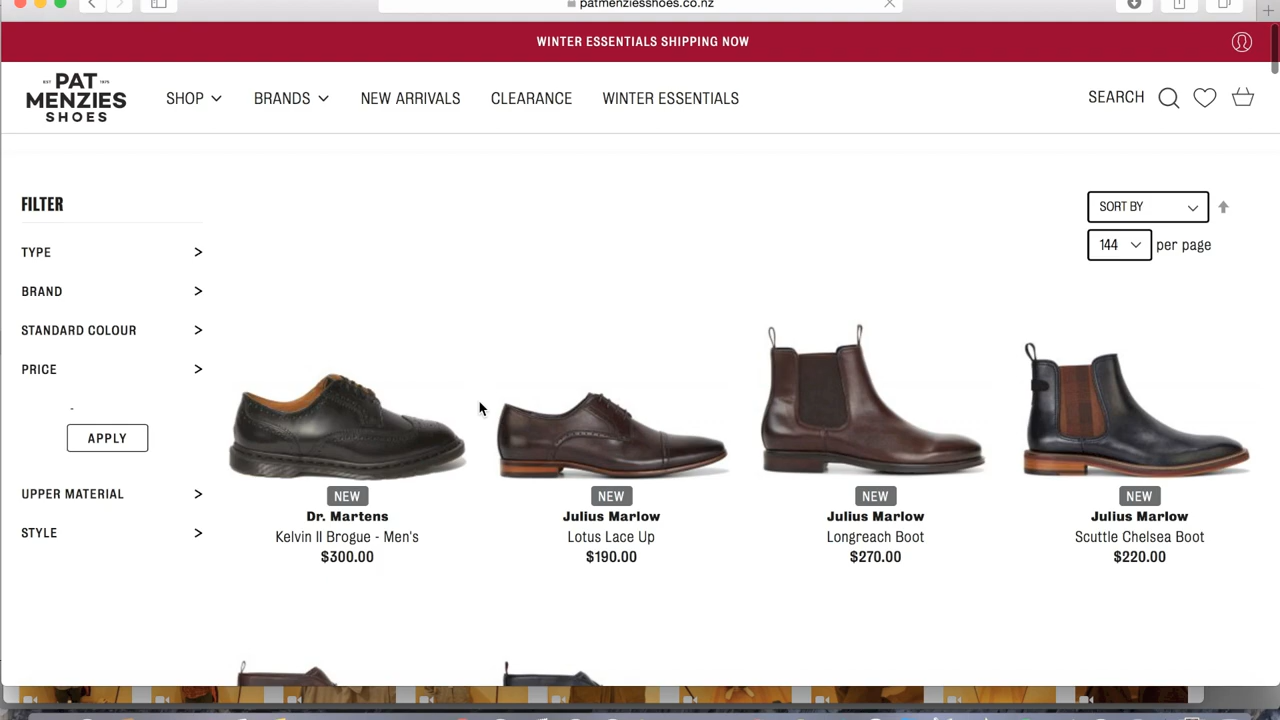 patmenziesshoes.co.nz
WINTER ESSENTIALS SHIPPING NOW
EST PAT 1875
MENZIES
SHOES
SHOP
BRANDS
NEW ARRIVALS
CLEARANCE
WINTER ESSENTIALS
SEARCH
FILTER
SORT BY
144 per page
TYPE >
BRAND >
STANDARD COLOUR >
PRICE >
-
APPLY
UPPER MATERIAL >
STYLE >
NEW
Dr. Martens
Kelvin II Brogue - Men's
$300.00
NEW
Julius Marlow
Lotus Lace Up
$190.00
NEW
Julius Marlow
Longreach Boot
$270.00
NEW
Julius Marlow
Scuttle Chelsea Boot
$220.00